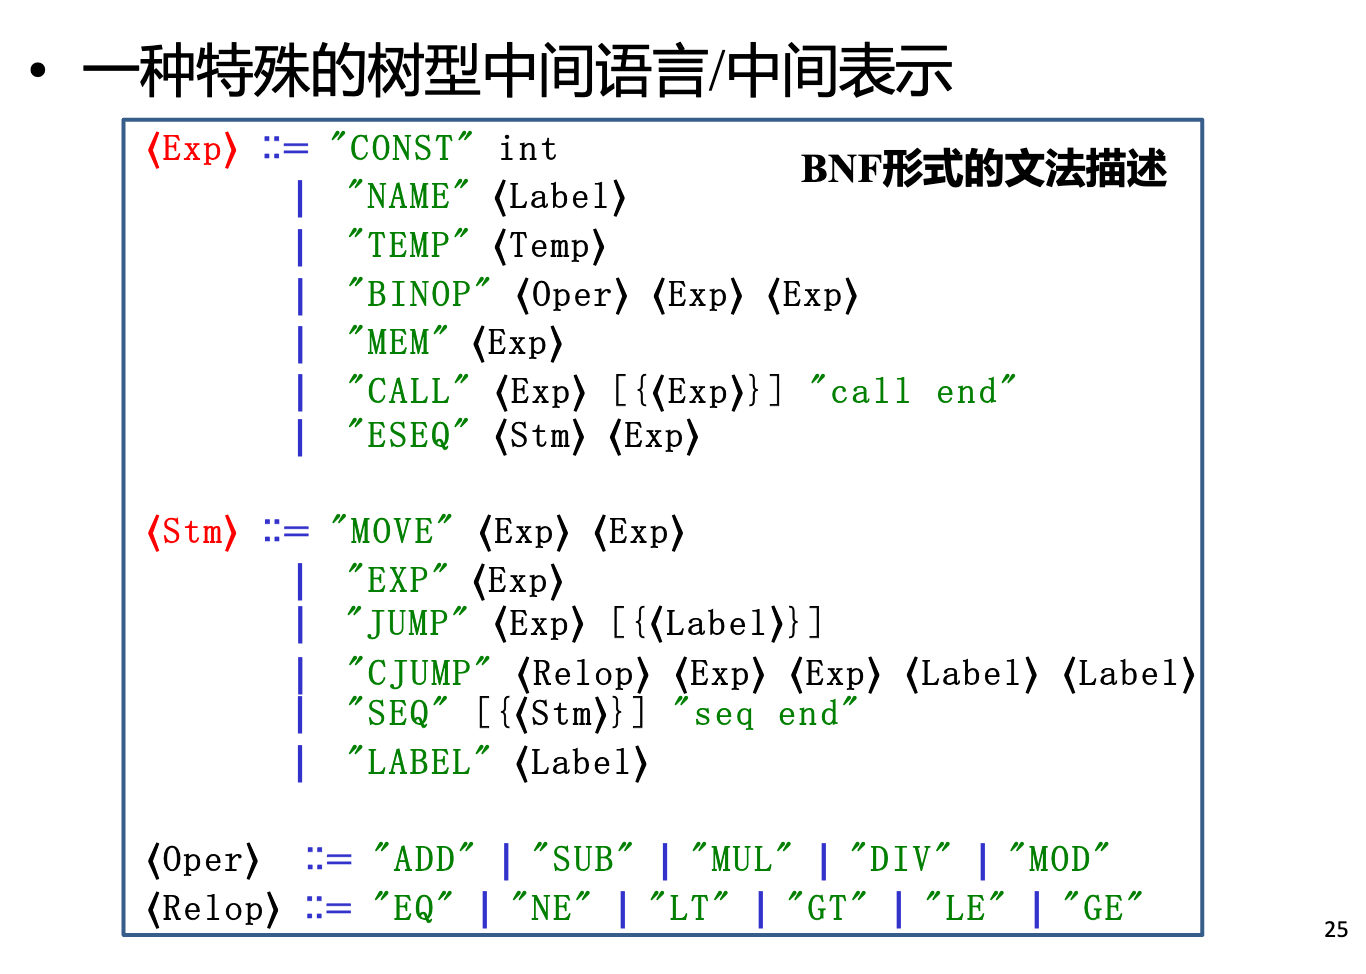 • 一种特殊的树型中间语言/中间表示
⟨Exp⟩ ::= "CONST" int
BNF形式的文法描述
| "NAME" ⟨Label⟩
| "TEMP" ⟨Temp⟩
| "BINOP" ⟨Oper⟩ ⟨Exp⟩ ⟨Exp⟩
| "MEM" ⟨Exp⟩
| "CALL" ⟨Exp⟩ [{⟨Exp⟩}] "call end"
| "ESEQ" ⟨Stm⟩ ⟨Exp⟩
⟨Stm⟩ ::= "MOVE" ⟨Exp⟩ ⟨Exp⟩
| "EXP" ⟨Exp⟩
| "JUMP" ⟨Exp⟩ [{⟨Label⟩}]
| "CJUMP" ⟨Relop⟩ ⟨Exp⟩ ⟨Exp⟩ ⟨Label⟩ ⟨Label⟩
| "SEQ" [{⟨Stm⟩}] "seq end"
| "LABEL" ⟨Label⟩
⟨Oper⟩ ::= "ADD" | "SUB" | "MUL" | "DIV" | "MOD"
⟨Relop⟩ ::= "EQ" | "NE" | "LT" | "GT" | "LE" | "GE"
25